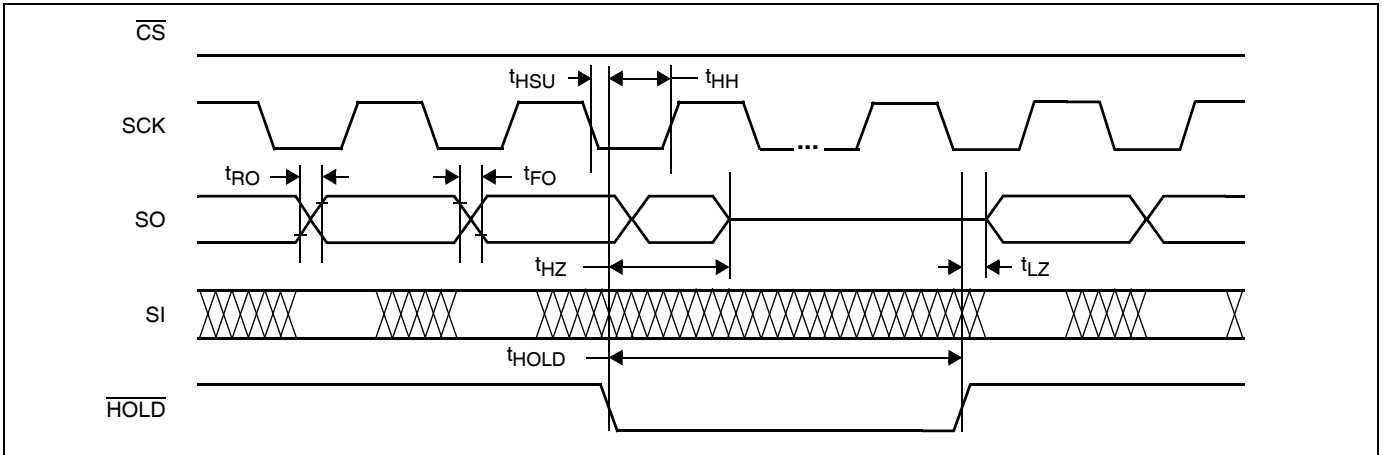 CS
tHSU
tHH
SCK
...
tRO
tFO
SO
tHZ
tLZ
SI
tHOLD
HOLD